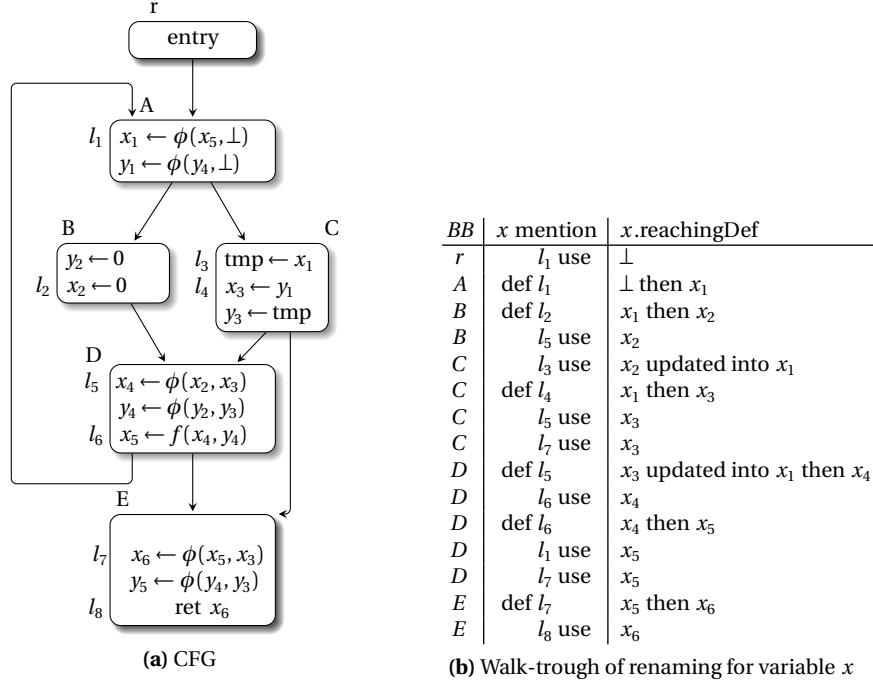 r
entry
A
l₁ x₁ ← ϕ(x₅, ⊥)
y₁ ← ϕ(y₄, ⊥)
B
y₂ ← 0
l₂ x₂ ← 0
C
l₃ tmp ← x₁
l₄ x₃ ← y₁
y₃ ← tmp
D
l₅ x₄ ← ϕ(x₂, x₃)
y₄ ← ϕ(y₂, y₃)
l₆ x₅ ← f(x₄, y₄)
E
l₇ x₆ ← ϕ(x₅, x₃)
y₅ ← ϕ(y₄, y₃)
l₈ ret x₆
(a) CFG
BB x mention x.reachingDef
r l₁ use ⊥
A def l₁ ⊥ then x₁
B def l₂ x₁ then x₂
B l₅ use x₂
C l₃ use x₂ updated into x₁
C def l₄ x₁ then x₃
C l₅ use x₃
C l₇ use x₃
D def l₅ x₃ updated into x₁ then x₄
D l₆ use x₄
D def l₆ x₄ then x₅
D l₁ use x₅
D l₇ use x₅
E def l₇ x₅ then x₆
E l₈ use x₆
(b) Walk-trough of renaming for variable x